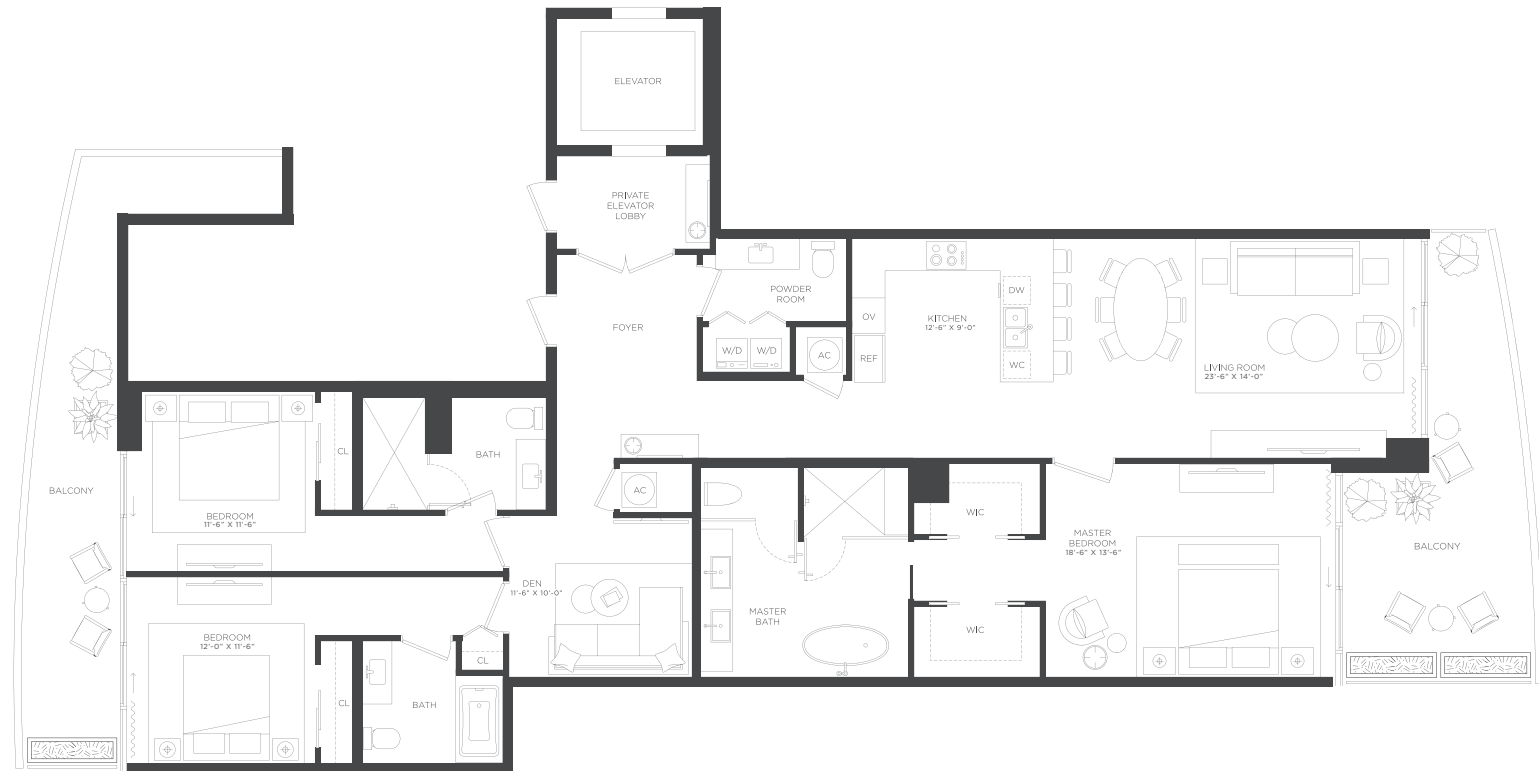 ELEVATOR
PRIVATE
ELEVATOR
LOBBY
POWDER
ROOM
FOYER
W/D
W/D
AC
OV
REF
KITCHEN
12'-6" X 9'-0"
DW
WC
LIVING ROOM
23'-6" X 14'-0"
BALCONY
BEDROOM
11'-6" X 11'-6"
CL
BATH
AC
DEN
11'-6" X 10'-0"
MASTER
BATH
WIC
WIC
MASTER
BEDROOM
18'-6" X 13'-6"
BALCONY
BEDROOM
12'-0" X 11'-6"
CL
CL
BATH